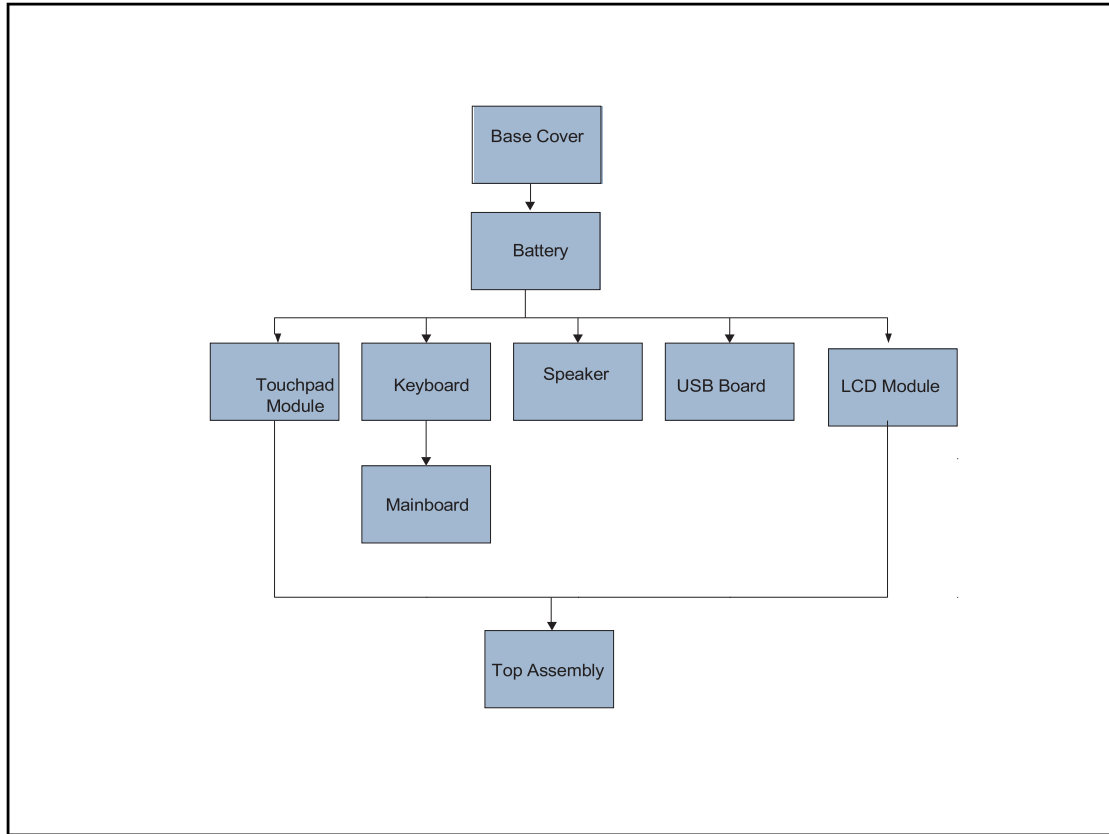 Base Cover
Battery
Touchpad
Module
Keyboard
Speaker
USB Board
LCD Module
Mainboard
Top Assembly